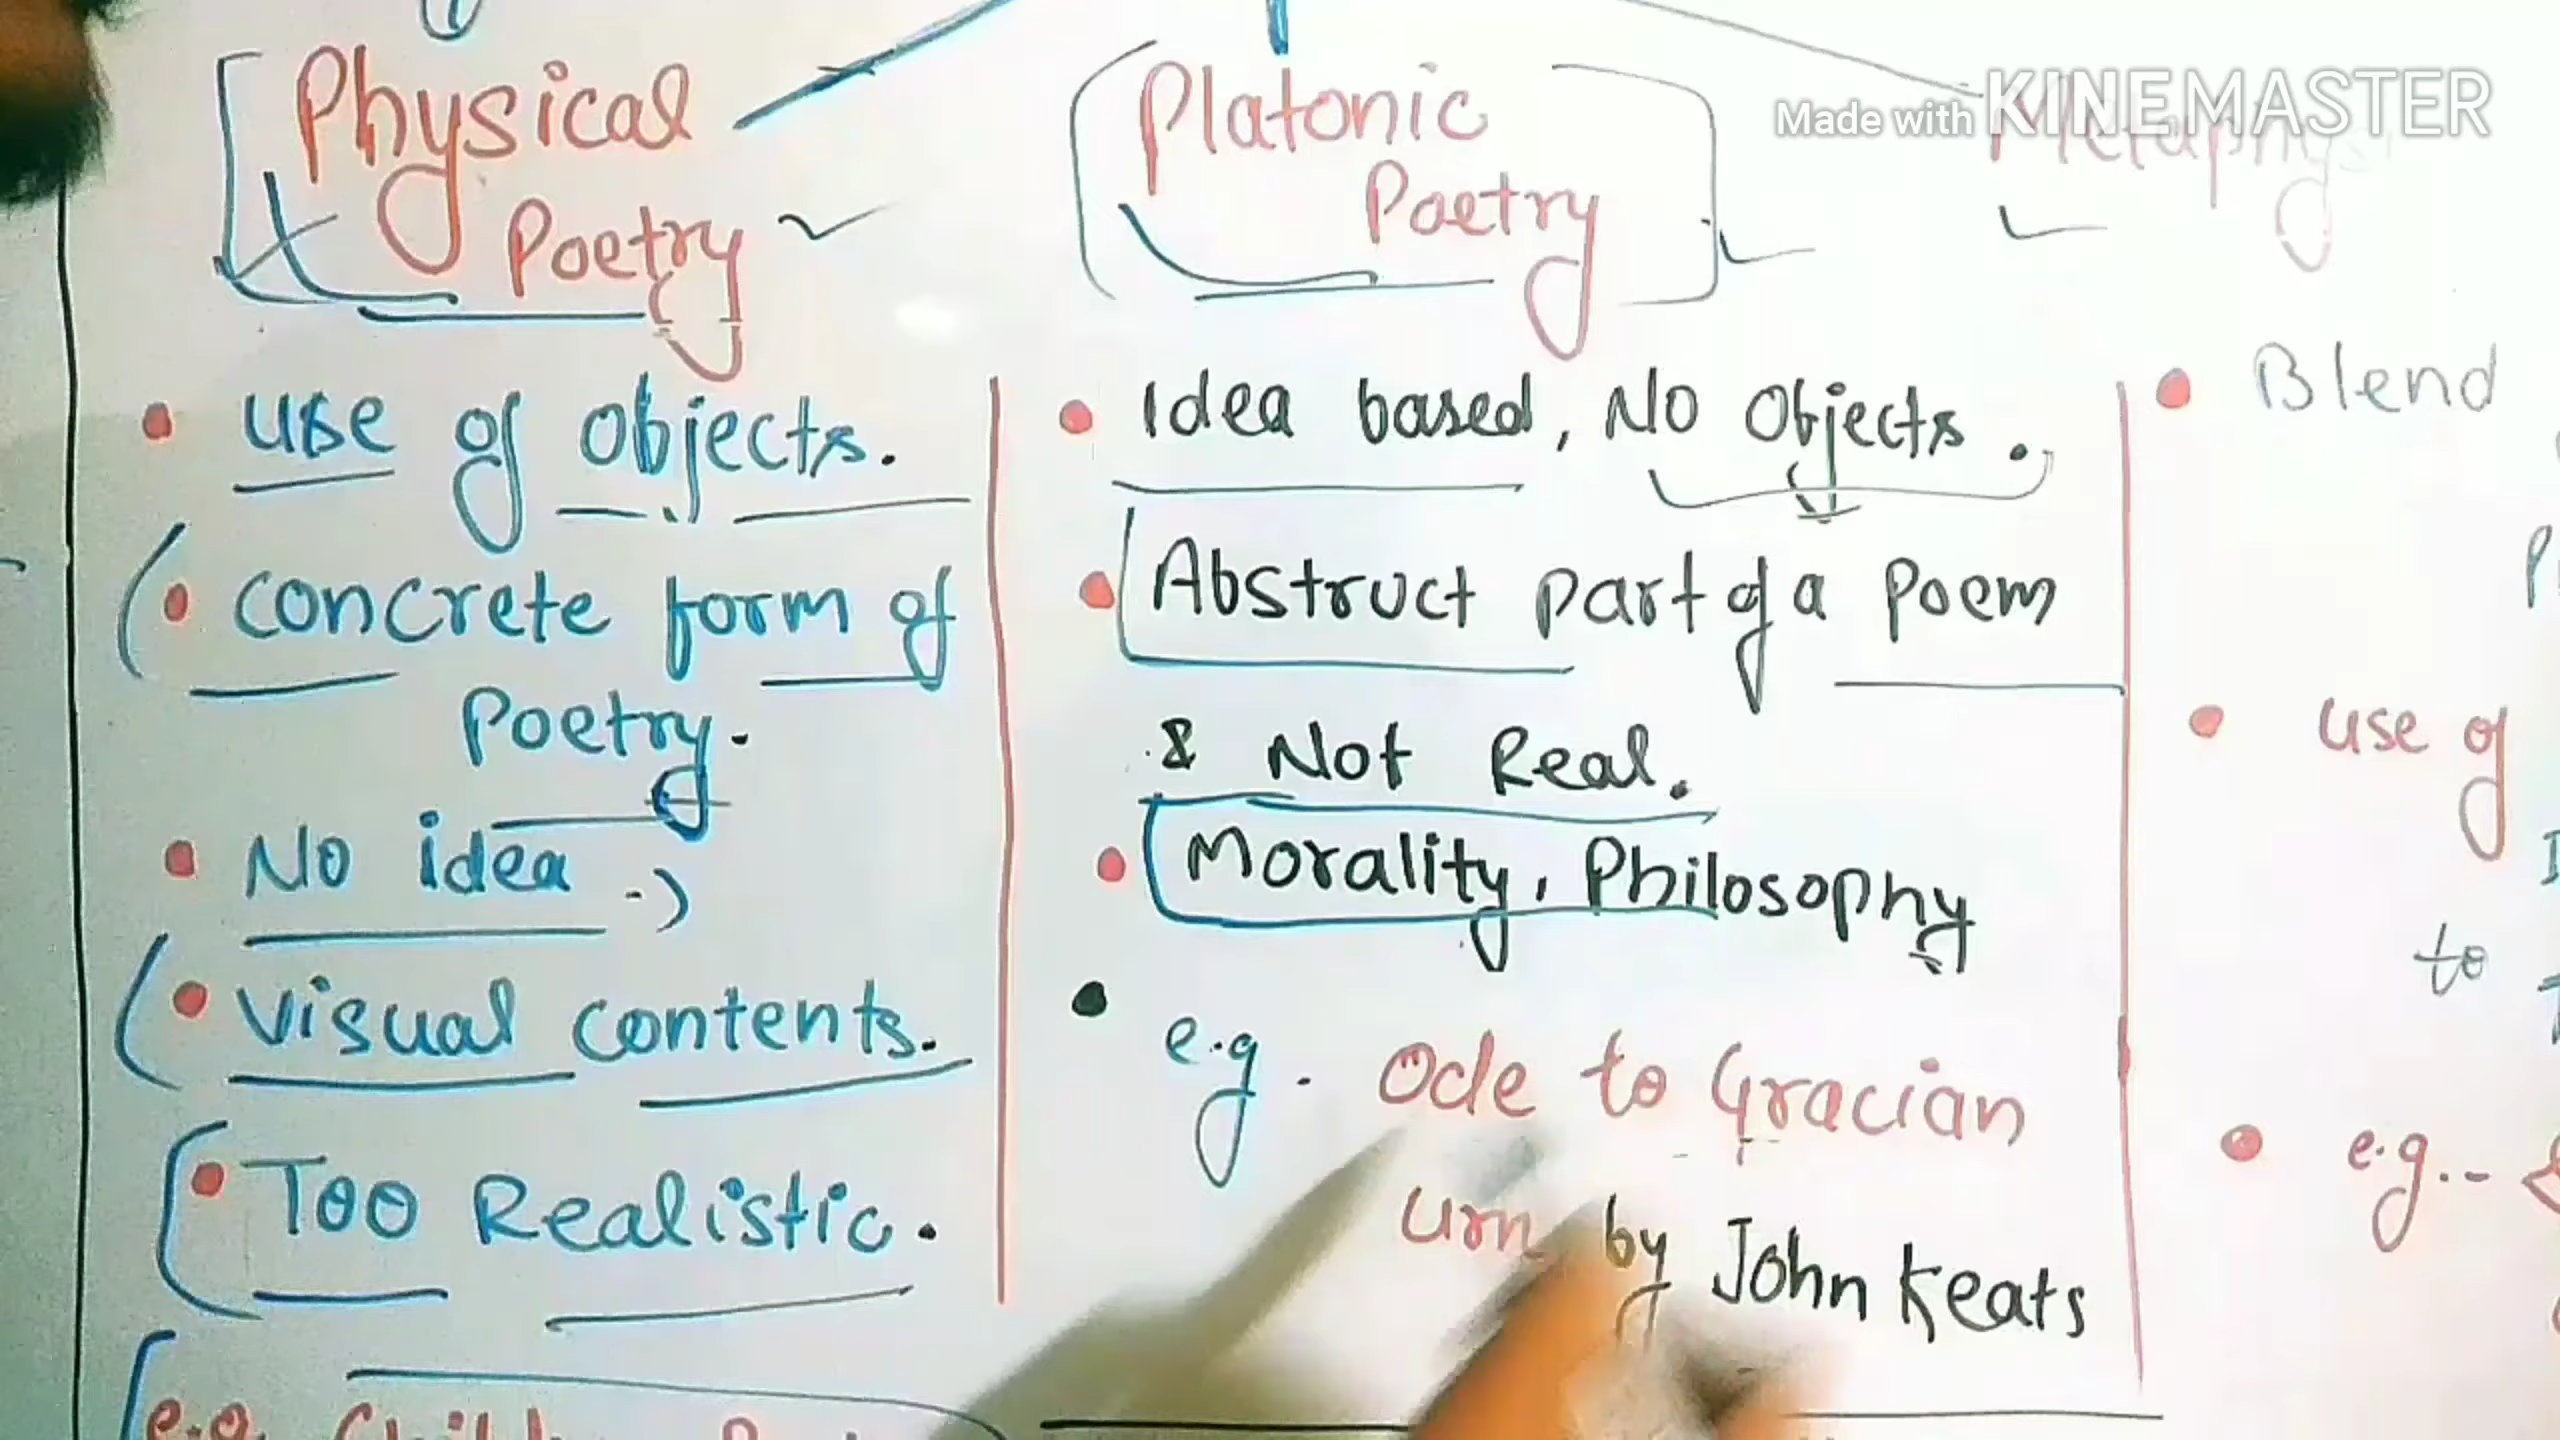 Physical
Poetry
• use of objects.
• concrete form of
Poetry.
• No idea.
• Visual contents.
• Too Realistic.
e.g.
Platonic
Poetry
• Idea based, No Objects.
• Abstruct part of a poem
& Not Real.
• Morality, Philosophy
• e.g. Ode to Gracian
urn by John Keats
Made with KINEMASTER
• Blend
• use of
to
• e.g.-